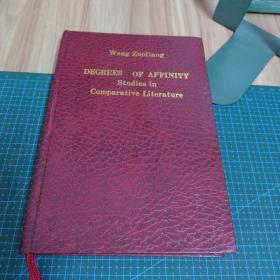 Wang Zuoliang
DEGREES OF AFFINITY
Studies in
Comparative Literature